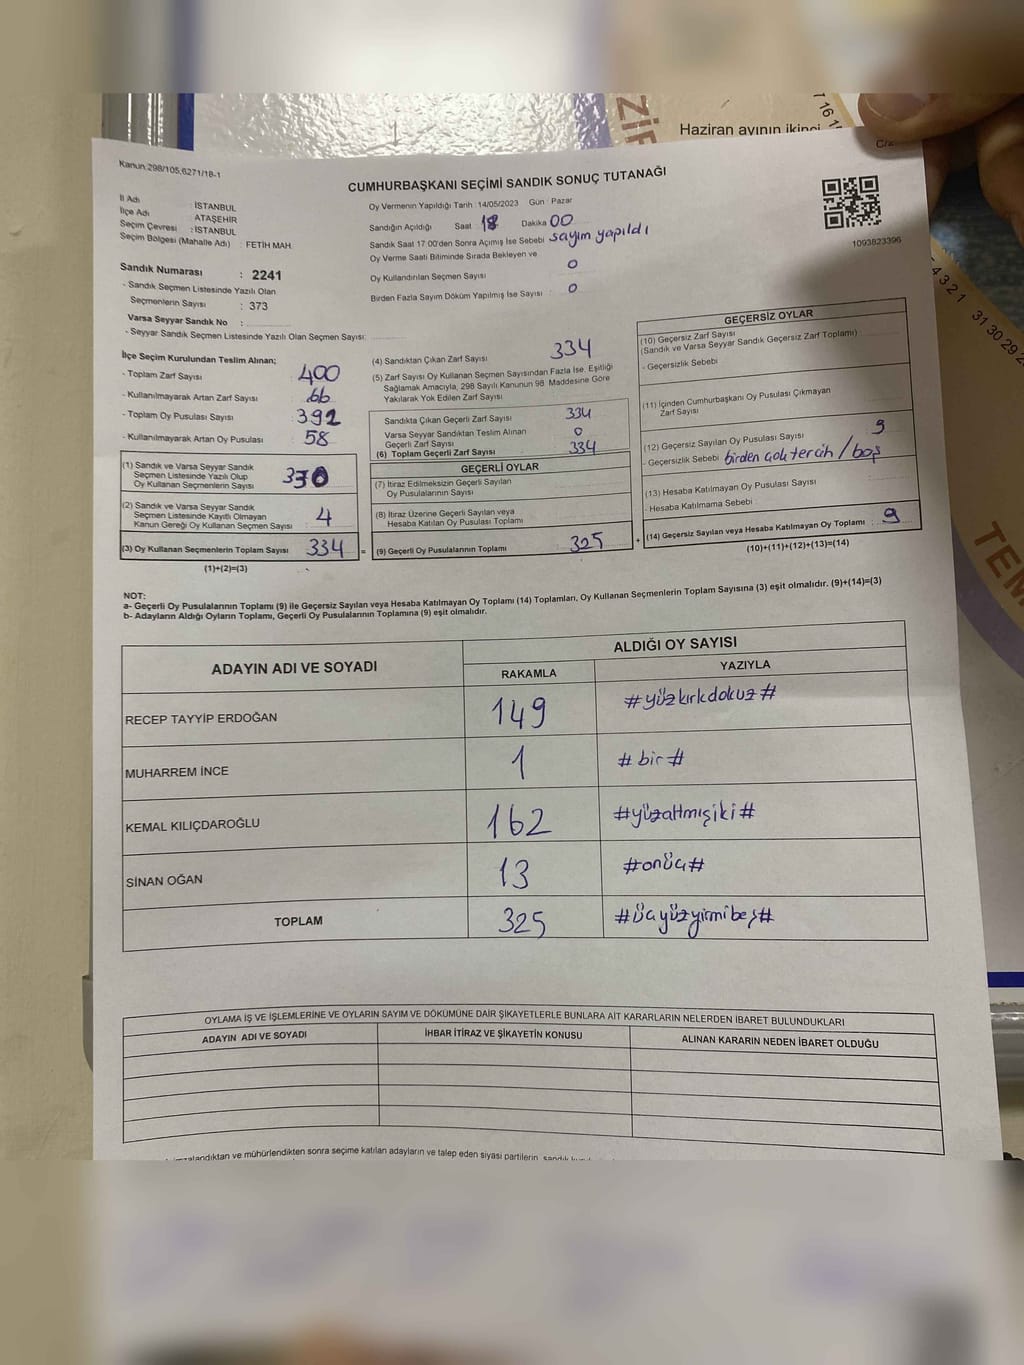 ZİF
7 16 1
Haziran ayının ikinci
Kanun:298/105,6271/18-1
CUMHURBAŞKANI SEÇİMİ SANDIK SONUÇ TUTANAĞI
İl Adı : İSTANBUL
İlçe Adı : ATAŞEHİR
Seçim Çevresi : İSTANBUL
Seçim Bölgesi (Mahalle Adı) : FETİH MAH.
Oy Vermenin Yapıldığı Tarih : 14/05/2023 Gün : Pazar
Sandığın Açıldığı Saat 18 Dakika 00
Sandık Saat 17:00'den Sonra Açılmış İse Sebebi sayım yapıldı
Oy Verme Saati Bitiminde Sırada Bekleyen ve
Oy Kullandırılan Seçmen Sayısı 0
Birden Fazla Sayım Döküm Yapılmış İse Sayısı : 0
1093823396
4 3 2 1 31 30 29
Sandık Numarası : 2241
- Sandık Seçmen Listesinde Yazılı Olan
Seçmenlerin Sayısı : 373
Varsa Seyyar Sandık No :
- Seyyar Sandık Seçmen Listesinde Yazılı Olan Seçmen Sayısı:
İlçe Seçim Kurulundan Teslim Alınan;
- Toplam Zarf Sayısı : 400
- Kullanılmayarak Artan Zarf Sayısı : 66
- Toplam Oy Pusulası Sayısı : 392
- Kullanılmayarak Artan Oy Pusulası : 58
(1) Sandık ve Varsa Seyyar Sandık
Seçmen Listesinde Yazılı Olup
Oy Kullanan Seçmenlerin Sayısı 330
(2) Sandık ve Varsa Seyyar Sandık
Seçmen Listesinde Kayıtlı Olmayan
Kanun Gereği Oy Kullanan Seçmen Sayısı 4
(3) Oy Kullanan Seçmenlerin Toplam Sayısı 334
(1)+(2)=(3)
(4) Sandıktan Çıkan Zarf Sayısı 334
(5) Zarf Sayısı Oy Kullanan Seçmen Sayısından Fazla İse, Eşitliği
Sağlamak Amacıyla, 298 Sayılı Kanunun 98. Maddesine Göre
Yakılarak Yok Edilen Zarf Sayısı
Sandıkta Çıkan Geçerli Zarf Sayısı 334
Varsa Seyyar Sandıktan Teslim Alınan
Geçerli Zarf Sayısı 0
(6) Toplam Geçerli Zarf Sayısı 334
GEÇERLİ OYLAR
(7) İtiraz Edilmeksizin Geçerli Sayılan
Oy Pusulalarının Sayısı
(8) İtiraz Üzerine Geçerli Sayılan veya
Hesaba Katılan Oy Pusulası Toplamı
= (9) Geçerli Oy Pusulalarının Toplamı 325
GEÇERSİZ OYLAR
(10) Geçersiz Zarf Sayısı
(Sandık ve Varsa Seyyar Sandık Geçersiz Zarf Toplamı)
- Geçersizlik Sebebi
(11) İçinden Cumhurbaşkanı Oy Pusulası Çıkmayan
Zarf Sayısı
(12) Geçersiz Sayılan Oy Pusulası Sayısı 9
- Geçersizlik Sebebi birden çok tercih / boş
(13) Hesaba Katılmayan Oy Pusulası Sayısı
- Hesaba Katılmama Sebebi :
+ (14) Geçersiz Sayılan veya Hesaba Katılmayan Oy Toplamı : 9
(10)+(11)+(12)+(13)=(14)
TEM
NOT:
a- Geçerli Oy Pusulalarının Toplamı (9) ile Geçersiz Sayılan veya Hesaba Katılmayan Oy Toplamı (14) Toplamları, Oy Kullanan Seçmenlerin Toplam Sayısına (3) eşit olmalıdır. (9)+(14)=(3)
b- Adayların Aldığı Oyların Toplamı, Geçerli Oy Pusulalarının Toplamına (9) eşit olmalıdır.
ADAYIN ADI VE SOYADI
ALDIĞI OY SAYISI
RAKAMLA YAZIYLA
RECEP TAYYİP ERDOĞAN 149 #yüzkırkdokuz#
MUHARREM İNCE 1 #bir#
KEMAL KILIÇDAROĞLU 162 #yüzaltmışiki#
SİNAN OĞAN 13 #onüç#
TOPLAM 325 #üçyüzyirmibeş#
OYLAMA İŞ VE İŞLEMLERİNE VE OYLARIN SAYIM VE DÖKÜMÜNE DAİR ŞİKAYETLERLE BUNLARA AİT KARARLARIN NELERDEN İBARET BULUNDUKLARI
ADAYIN ADI VE SOYADI İHBAR İTİRAZ VE ŞİKAYETİN KONUSU ALINAN KARARIN NEDEN İBARET OLDUĞU
mzalandıktan ve mühürlendikten sonra seçime katılan adayların ve talep eden siyasi partilerin